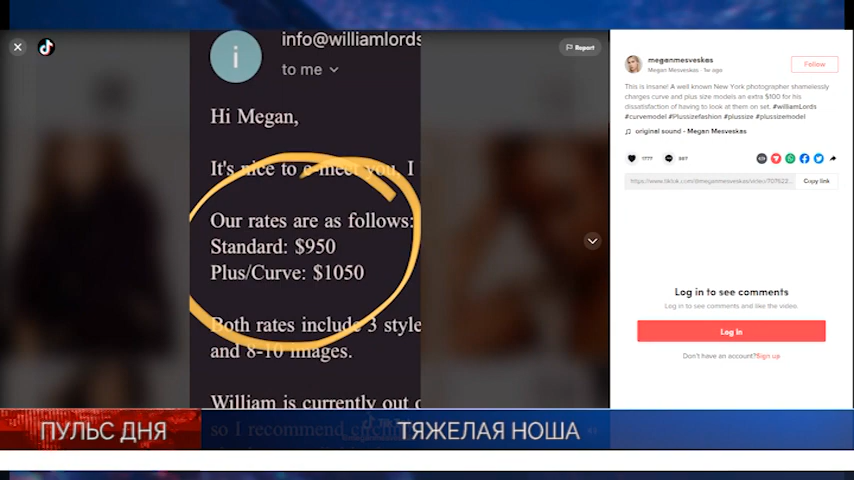 i
info@williamlords
to me
Hi Megan,
It's nice to e-meet you, I
Our rates are as follows:
Standard: $950
Plus/Curve: $1050
Both rates include 3 style
and 8-10 images.
William is currently out
so I recommend
Report
meganmesveskas
Megan Mesveskas · 1w ago
Follow
This is insane! A well known New York photographer shamelessly
charges curve and plus size models an extra $100 for his
dissatisfaction of having to look at them on set. #williamLords
#curvemodel #Plussizefashion #plussize #plussizemodel
original sound - Megan Mesveskas
1777
Copy link
Log in to see comments
Log in to see comments and like the video.
Log in
Don't have an account? Sign up
ПУЛЬС ДНЯ
ТЯЖЕЛАЯ НОША